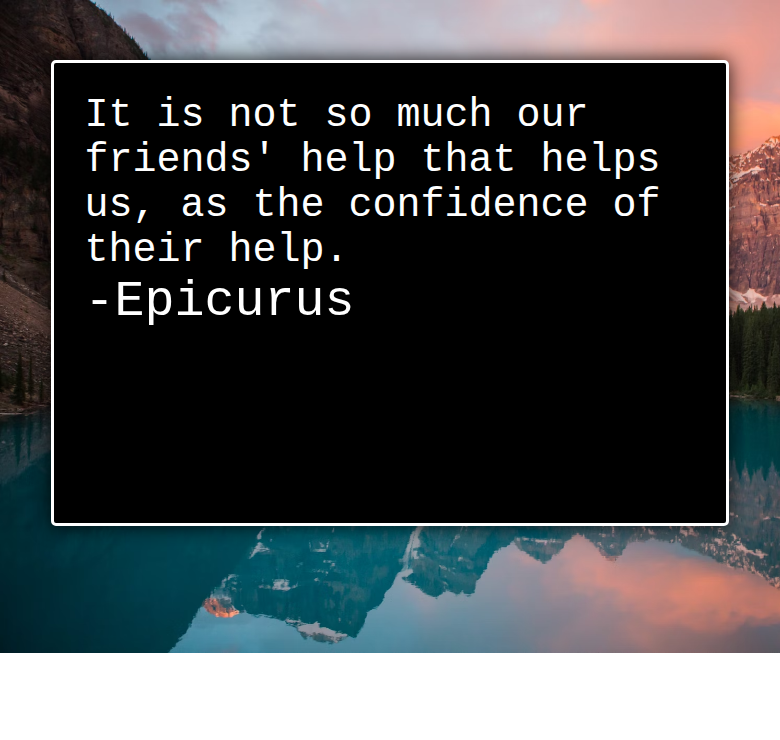 It is not so much our
friends' help that helps
us, as the confidence of
their help.
-Epicurus